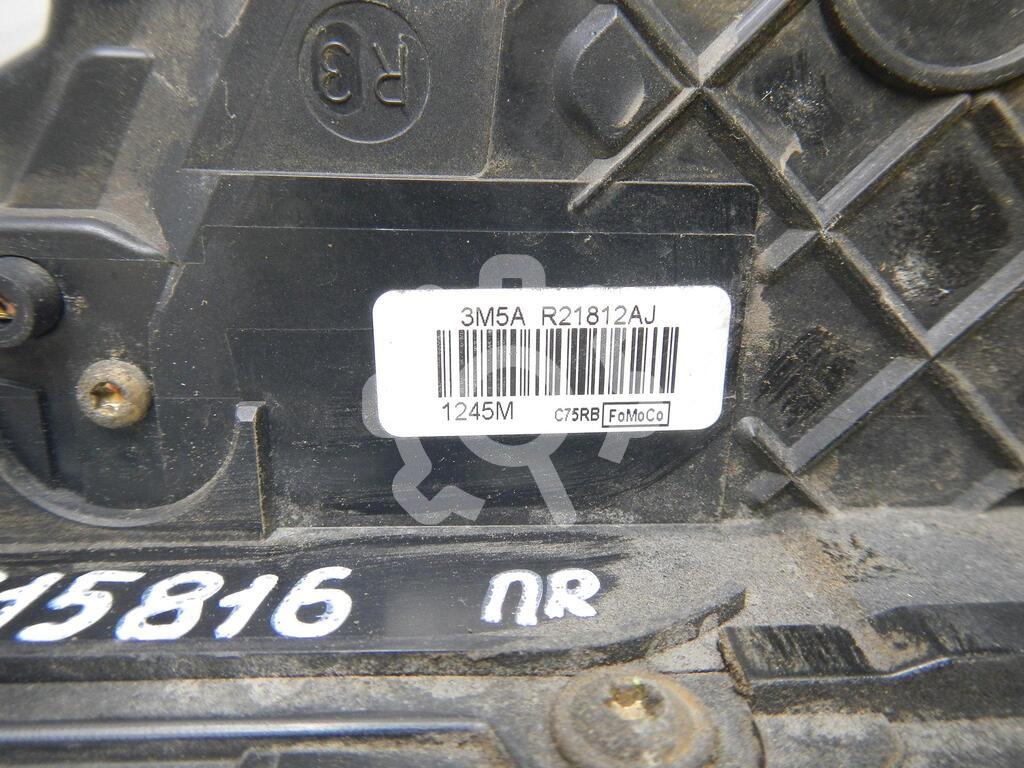 R3
3M5A R21812AJ
1245M C75RB FoMoCo
15816 ПR